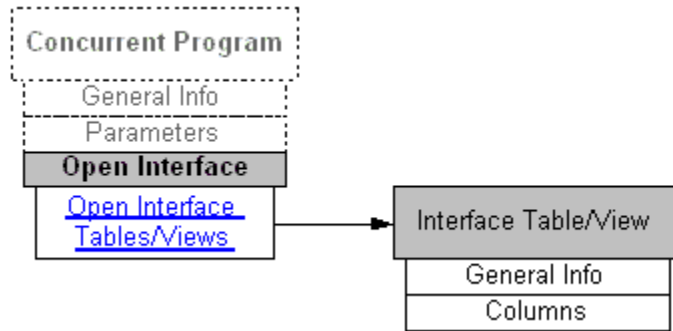 Concurrent Program
General Info
Parameters
Open Interface
Open Interface
Tables/Views
Interface Table/View
General Info
Columns